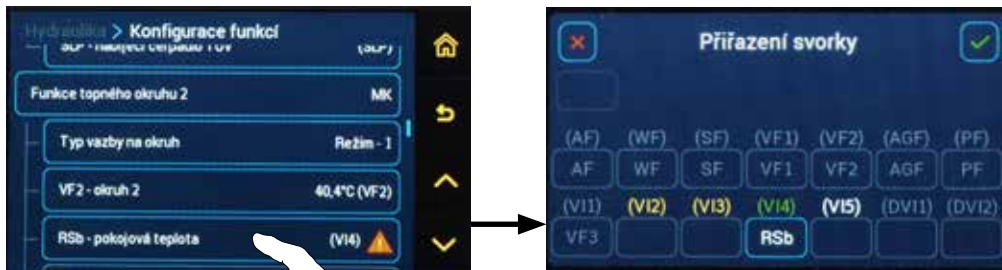 Hydraulika > Konfigurace funkcí
SLP - nabíjecí čerpadlo TUV (SLP)
Funkce topného okruhu 2 MK
Typ vazby na okruh Režim - 1
VF2 - okruh 2 40,4°C (VF2)
RSb - pokojová teplota (VI4)
Přiřazení svorky
(AF) (WF) (SF) (VF1) (VF2) (AGF) (PF)
AF WF SF VF1 VF2 AGF PF
(VI1) (VI2) (VI3) (VI4) (VI5) (DVI1) (DVI2)
VF3 RSb